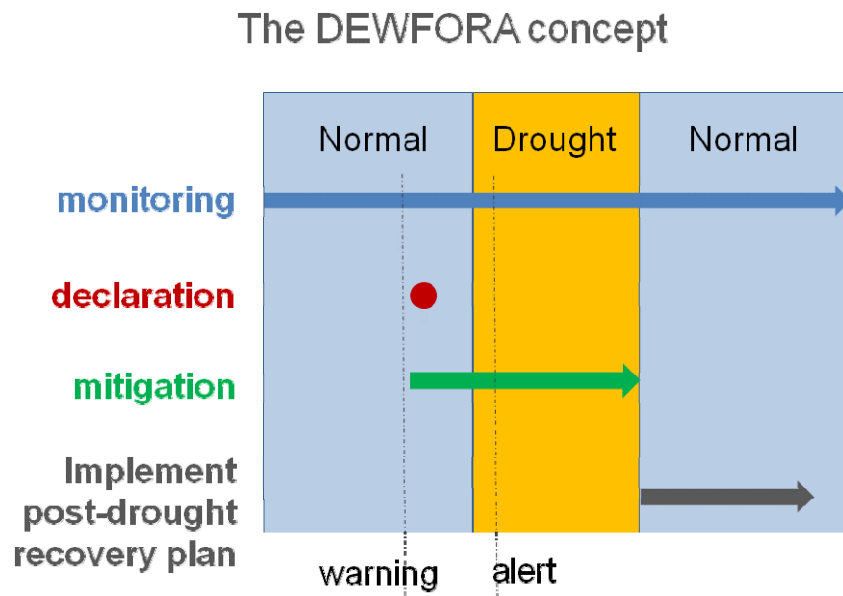 The DEWFORA concept
Normal
Drought
Normal
monitoring
declaration
mitigation
Implement
post-drought
recovery plan
warning
alert